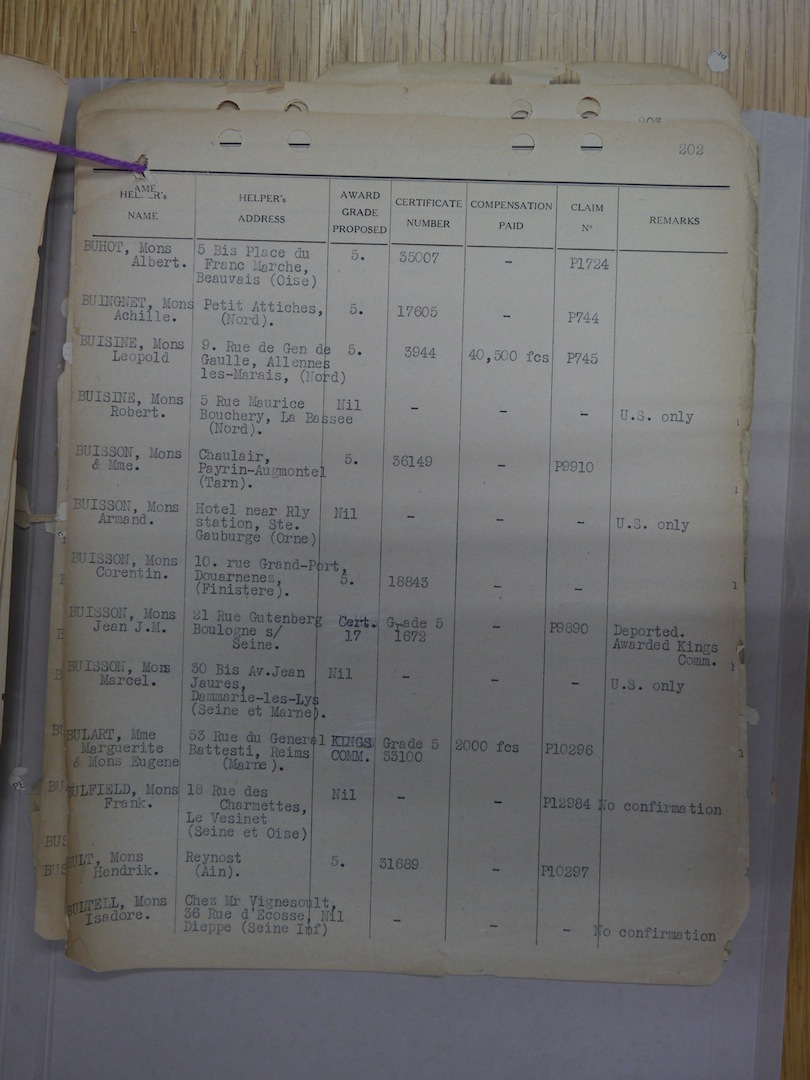 203
202
HELPER's NAME
HELPER's ADDRESS
AWARD GRADE PROPOSED
CERTIFICATE NUMBER
COMPENSATION PAID
CLAIM N°
REMARKS
BUHOT, Mons 5 Bis Place du 5. 35007 - P1724
Albert. Franc Marche,
Beauvais (Oise)
BUINGNET, Mons Petit Attiches, 5. 17605 - P744
Achille. (Nord).
BUISINE, Mons 9. Rue de Gen de 5. 3944 40,500 fcs P745
Leopold Gaulle, Allennes
les-Marais, (Nord)
BUISINE, Mons 5 Rue Maurice Nil - - - U.S. only
Robert. Bouchery, La Bassee
(Nord).
BUISSON, Mons Chaulair, 5. 36149 - P9910
& Mme. Payrin-Augmontel
(Tarn).
BUISSON, Mons Hotel near Rly Nil - - - U.S. only
Armand. station, Ste.
Gauburge (Orne)
BUISSON, Mons 10. rue Grand-Port,
Corentin. Douarnenez, 5. 18843 - -
(Finistere).
BUISSON, Mons 21 Rue Gutenberg Cert. Grade 5 - P9890 Deported.
Jean J.M. Boulogne s/ 17 1672 Awarded Kings
Seine. Comm.
BUISSON, Mons 30 Bis Av.Jean Nil - - - U.S. only
Marcel. Jaures,
Dammarie-les-Lys
(Seine et Marne).
BULART, Mme 53 Rue du General KINGS Grade 5 2000 fcs P10296
Marguerite Battesti, Reims COMM. 33100
& Mons Eugene (Marne).
BULFIELD, Mons 18 Rue des Nil - - P12984 No confirmation
Frank. Charmettes,
Le Vesinet
(Seine et Oise)
BULT, Mons Reynost 5. 31689 - P10297
Hendrik. (Ain).
BULTELL, Mons Chez Mr Vignesoult,
Isadore. 36 Rue d'Ecosse, Nil - - - No confirmation
Dieppe (Seine Inf)